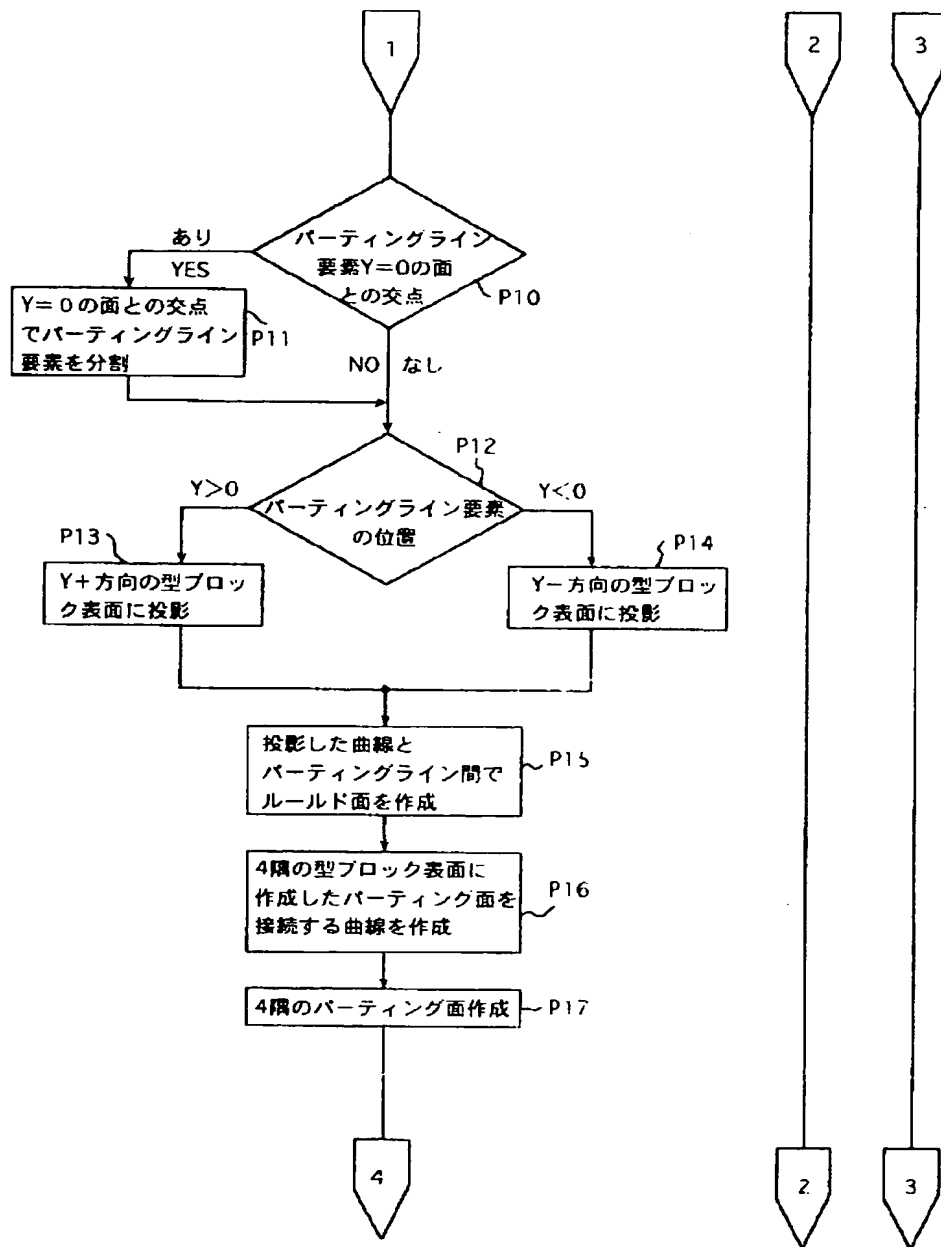 1
2
3
パーティングライン
要素Y=0の面
との交点
P10
あり
YES
Y=0の面との交点
でパーティングライン
要素を分割
P11
NO なし
P12
パーティングライン要素
の位置
Y>0
Y<0
P13
Y+方向の型ブロッ
ク表面に投影
P14
Y-方向の型ブロッ
ク表面に投影
投影した曲線と
パーティングライン間で
ルールド面を作成
P15
4隅の型ブロック表面に
作成したパーティング面を
接続する曲線を作成
P16
4隅のパーティング面作成
P17
4
2
3